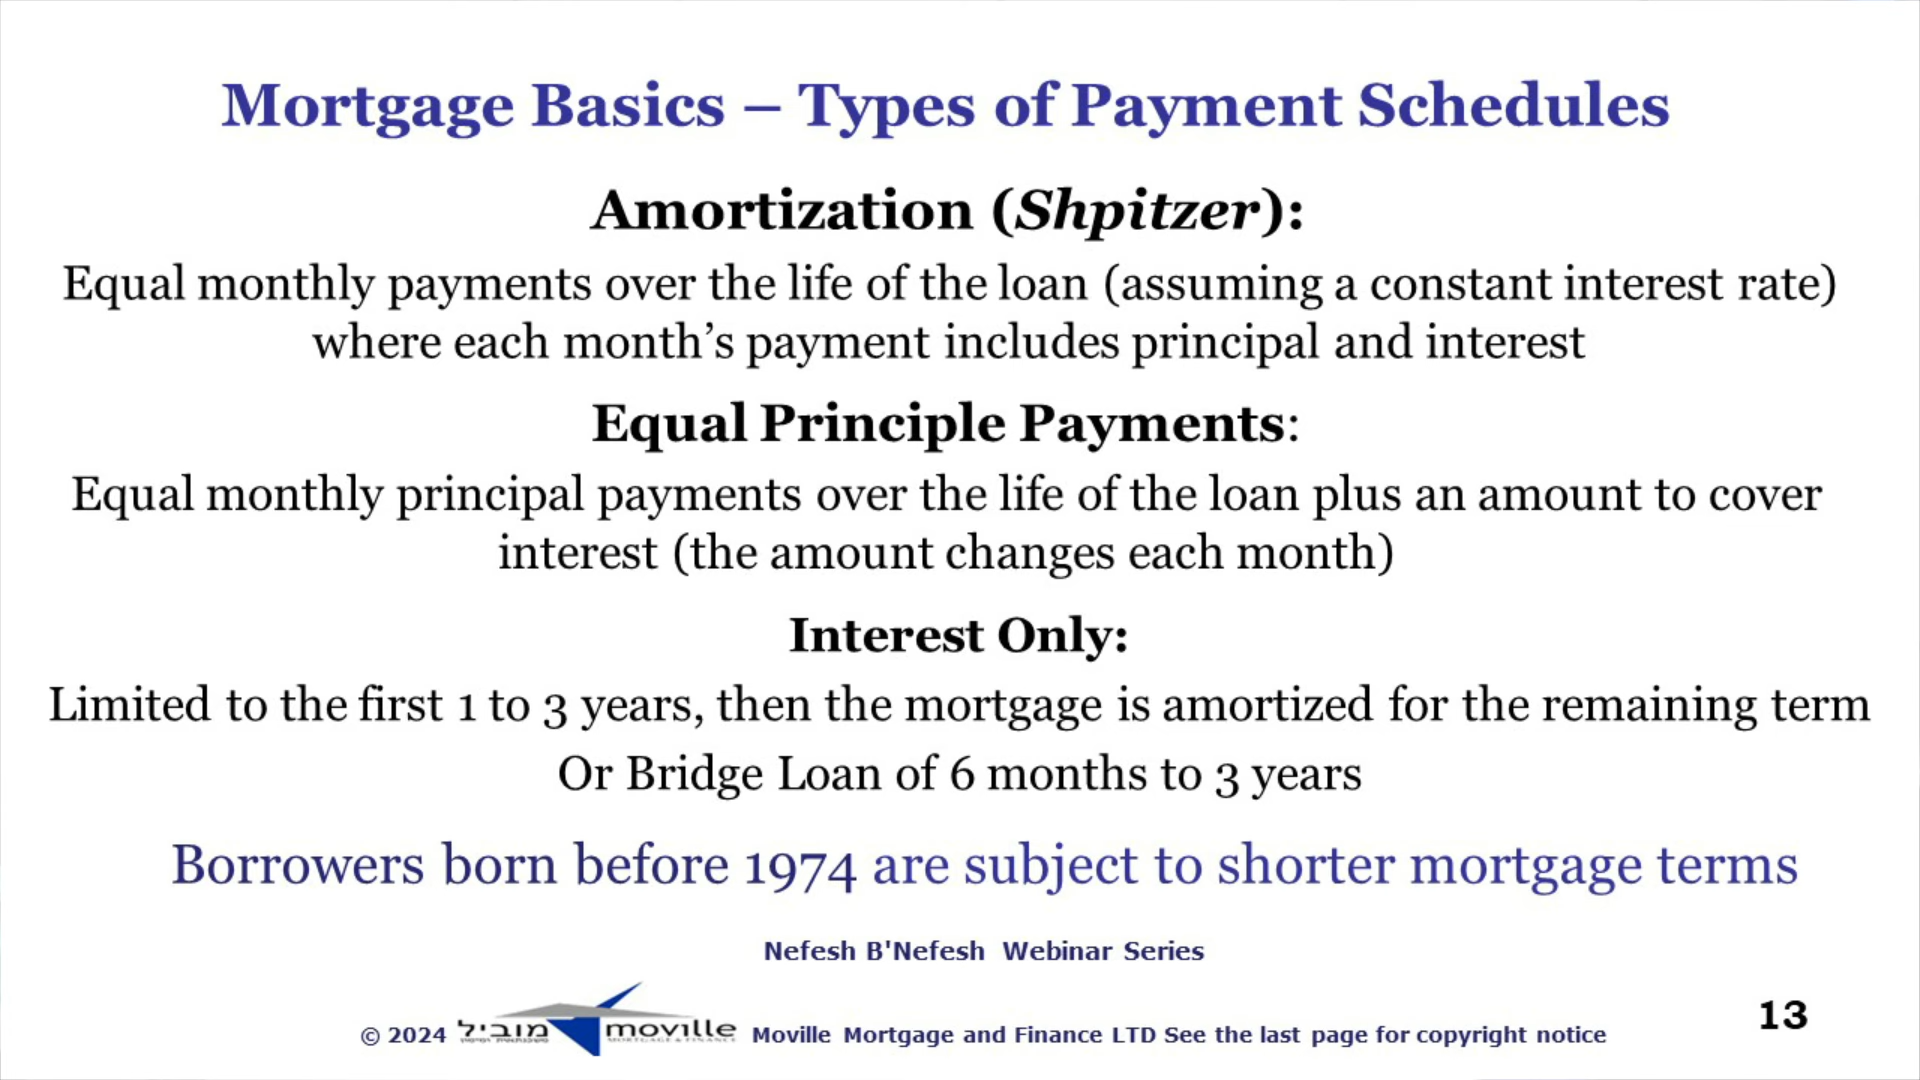 Mortgage Basics – Types of Payment Schedules
Amortization (Shpitzer):
Equal monthly payments over the life of the loan (assuming a constant interest rate)
where each month’s payment includes principal and interest
Equal Principle Payments:
Equal monthly principal payments over the life of the loan plus an amount to cover
interest (the amount changes each month)
Interest Only:
Limited to the first 1 to 3 years, then the mortgage is amortized for the remaining term
Or Bridge Loan of 6 months to 3 years
Borrowers born before 1974 are subject to shorter mortgage terms
Nefesh B'Nefesh Webinar Series
© 2024 מוביל moville Moville Mortgage and Finance LTD See the last page for copyright notice
MORTGAGE & FINANCE
13